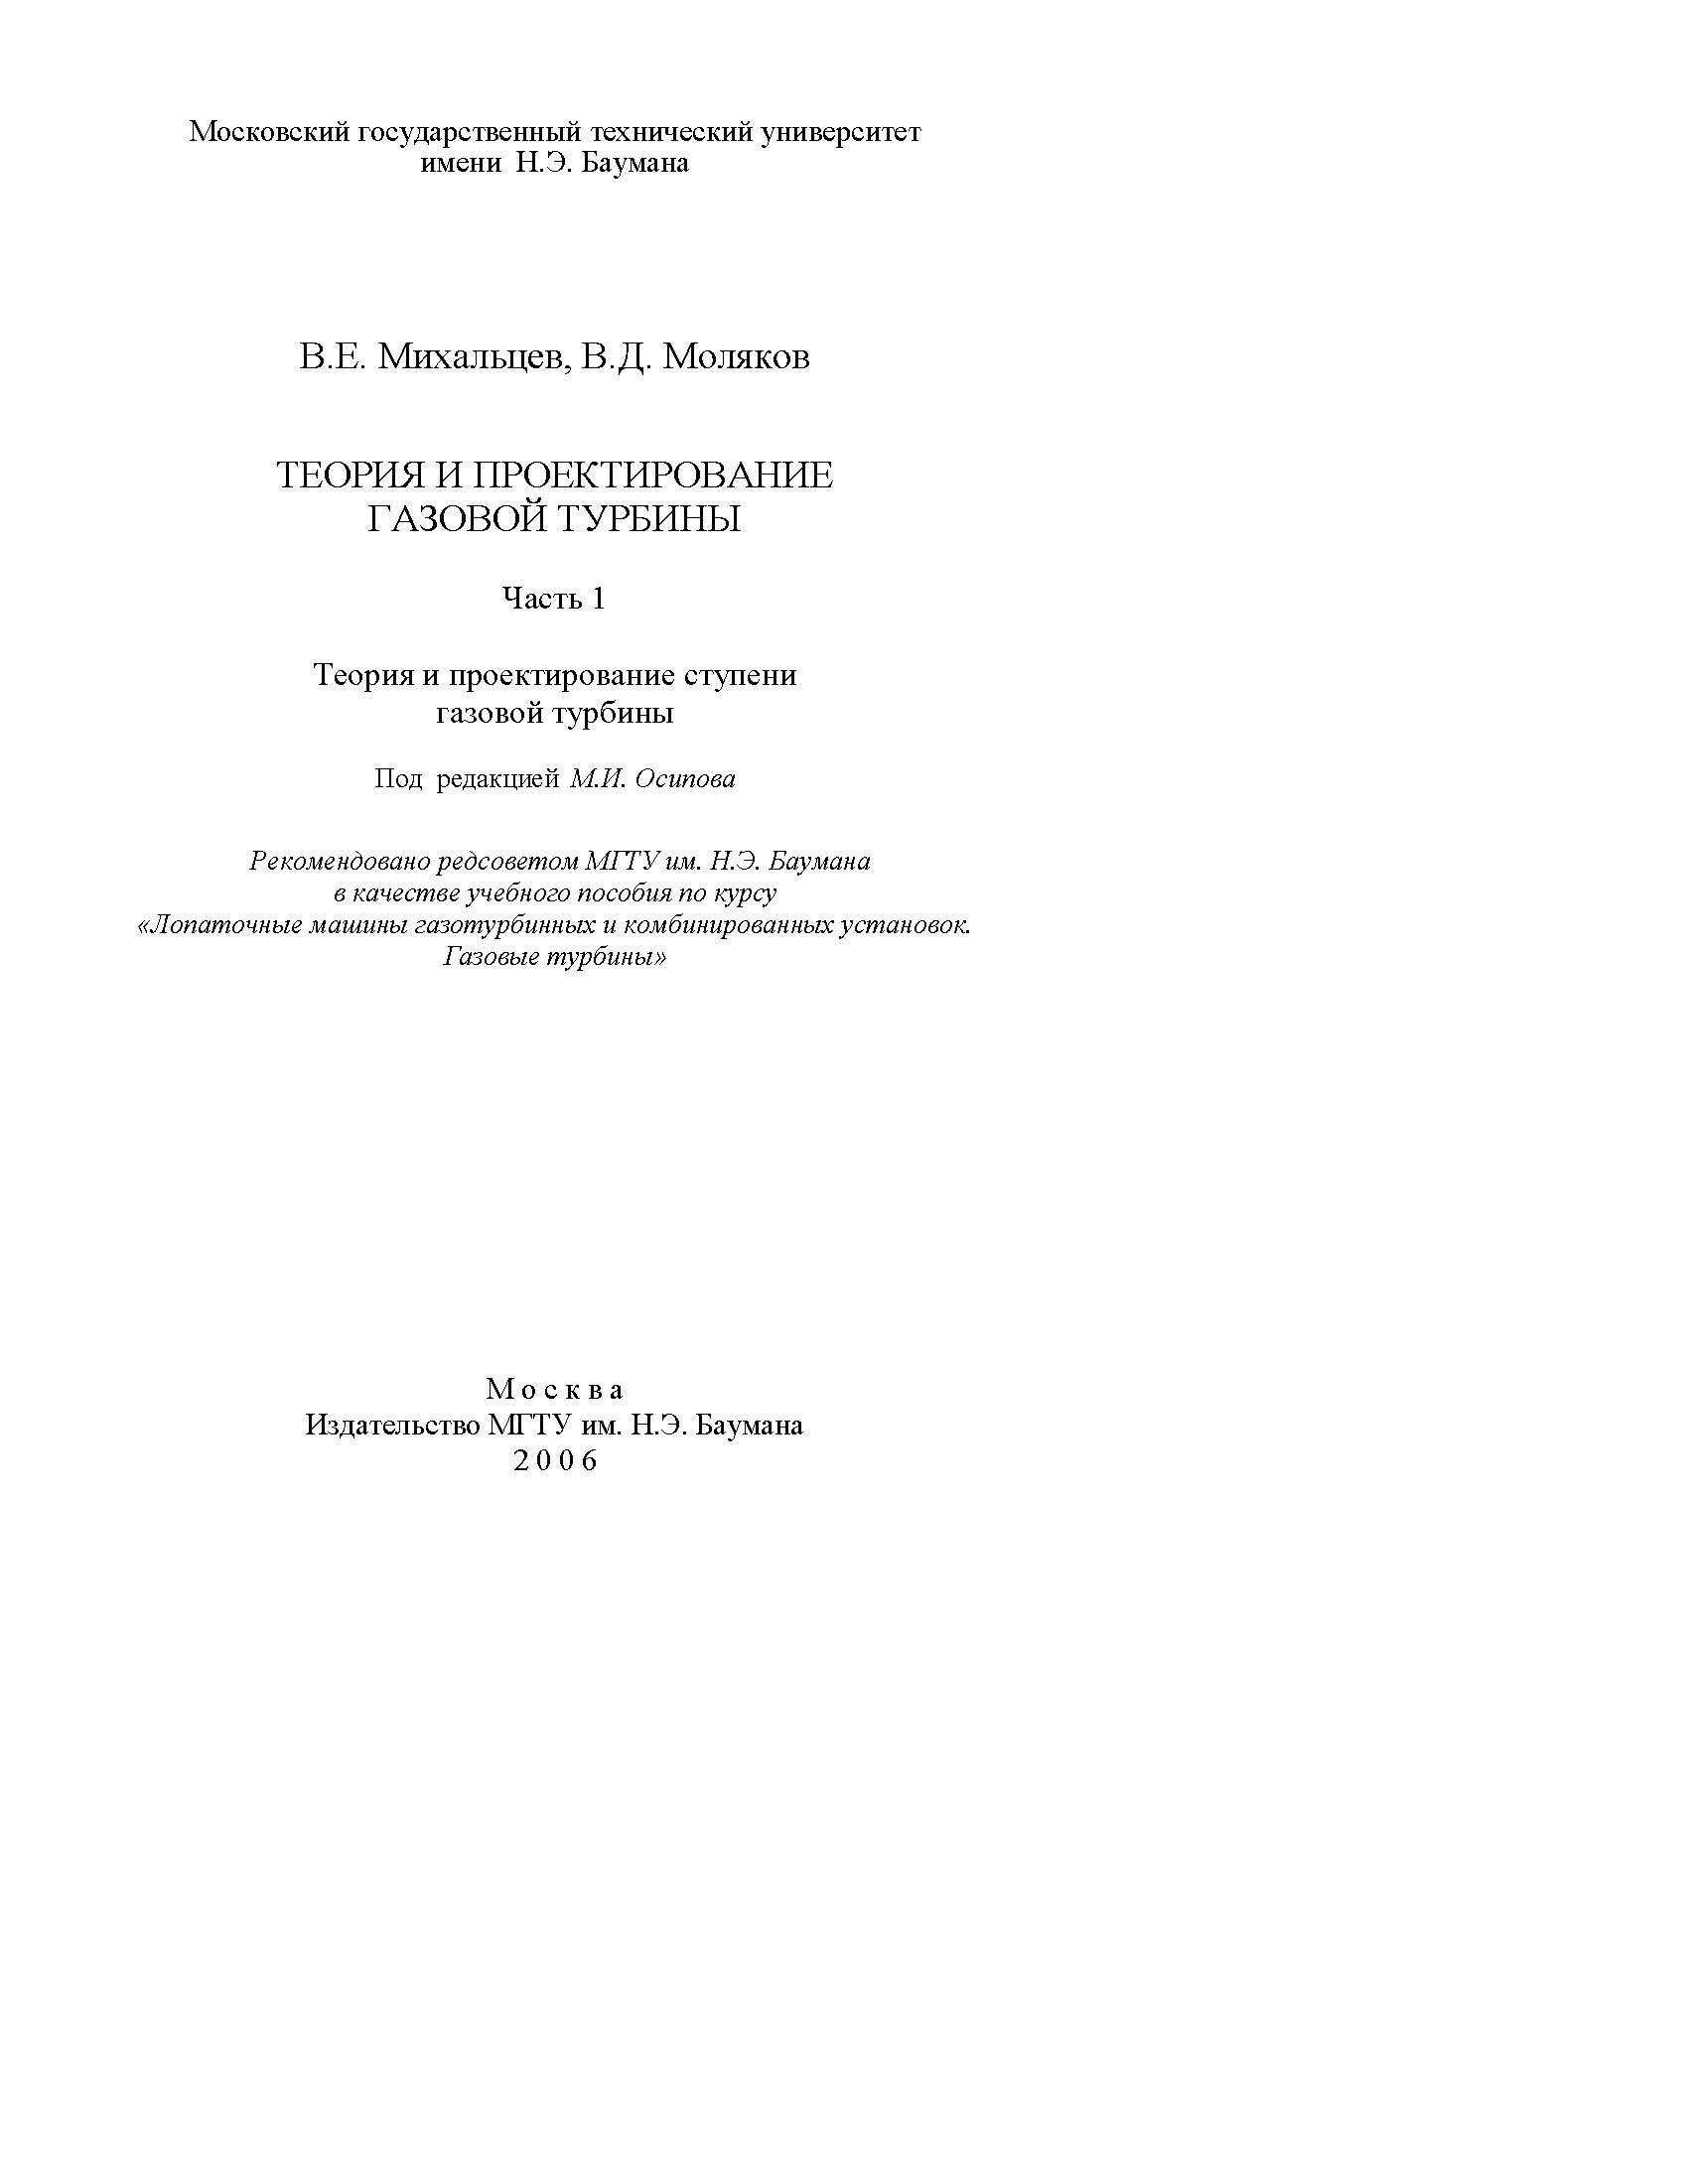 Московский государственный технический университет
имени Н.Э. Баумана
В.Е. Михальцев, В.Д. Моляков
ТЕОРИЯ И ПРОЕКТИРОВАНИЕ
ГАЗОВОЙ ТУРБИНЫ
Часть 1
Теория и проектирование ступени
газовой турбины
Под редакцией М.И. Осипова
Рекомендовано редсоветом МГТУ им. Н.Э. Баумана
в качестве учебного пособия по курсу
«Лопаточные машины газотурбинных и комбинированных установок.
Газовые турбины»
М о с к в а
Издательство МГТУ им. Н.Э. Баумана
2 0 0 6